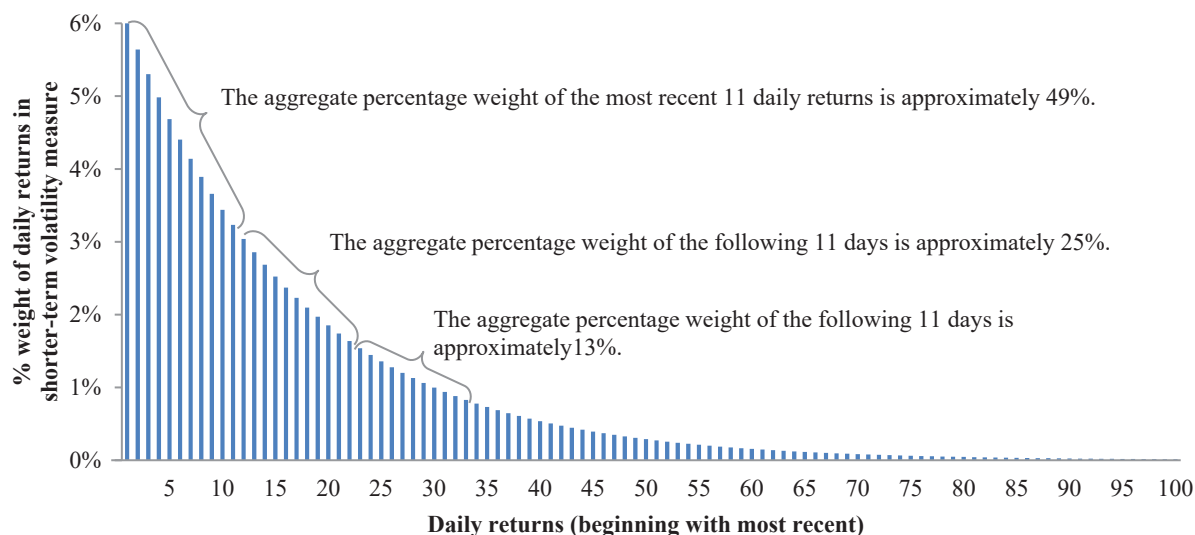 6%
5%
4%
3%
2%
1%
0%
% weight of daily returns in
shorter-term volatility measure
The aggregate percentage weight of the most recent 11 daily returns is approximately 49%.
The aggregate percentage weight of the following 11 days is approximately 25%.
The aggregate percentage weight of the following 11 days is
approximately13%.
5 10 15 20 25 30 35 40 45 50 55 60 65 70 75 80 85 90 95 100
Daily returns (beginning with most recent)